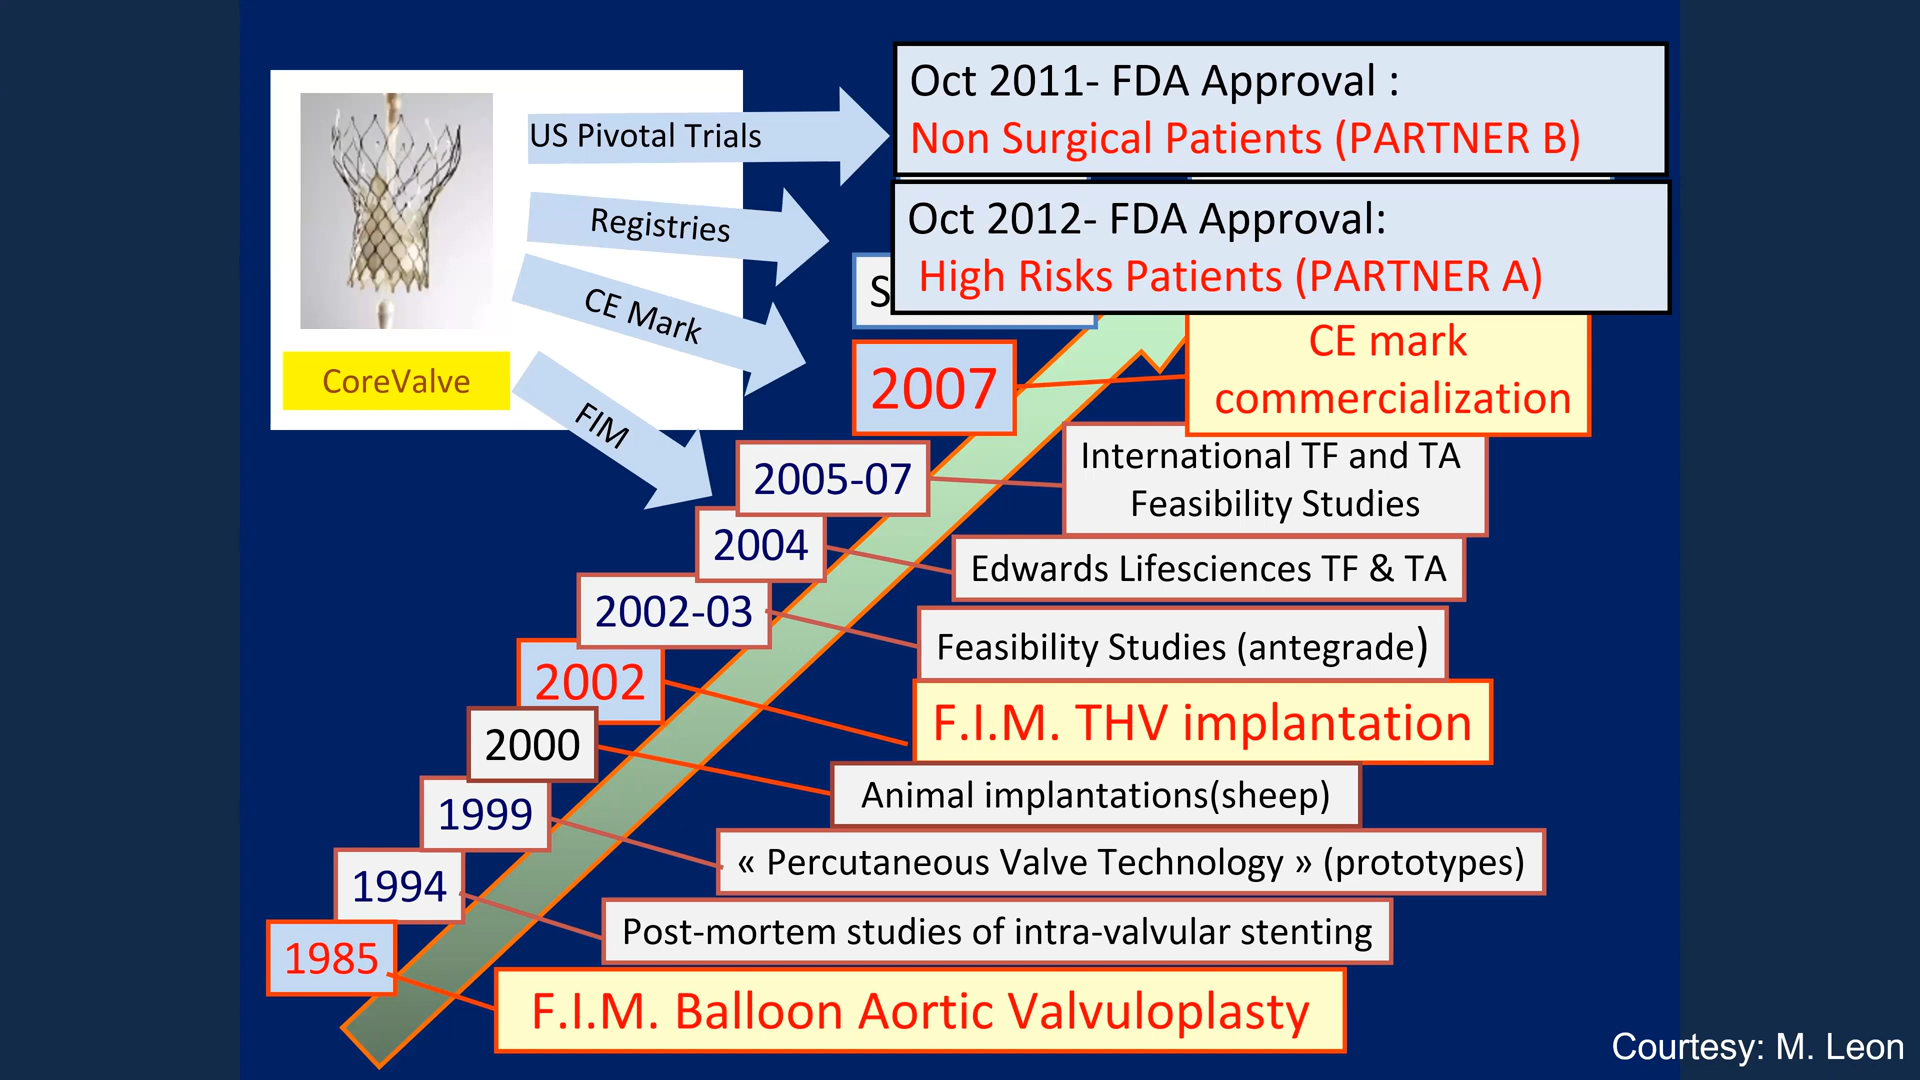 Oct 2011- FDA Approval :
Non Surgical Patients (PARTNER B)
US Pivotal Trials
Oct 2012- FDA Approval:
High Risks Patients (PARTNER A)
Registries
S
CE Mark
CE mark
commercialization
2007
CoreValve
FIM
International TF and TA
Feasibility Studies
2005-07
2004
Edwards Lifesciences TF & TA
2002-03
Feasibility Studies (antegrade)
2002
F.I.M. THV implantation
2000
Animal implantations(sheep)
1999
« Percutaneous Valve Technology » (prototypes)
1994
Post-mortem studies of intra-valvular stenting
1985
F.I.M. Balloon Aortic Valvuloplasty
Courtesy: M. Leon